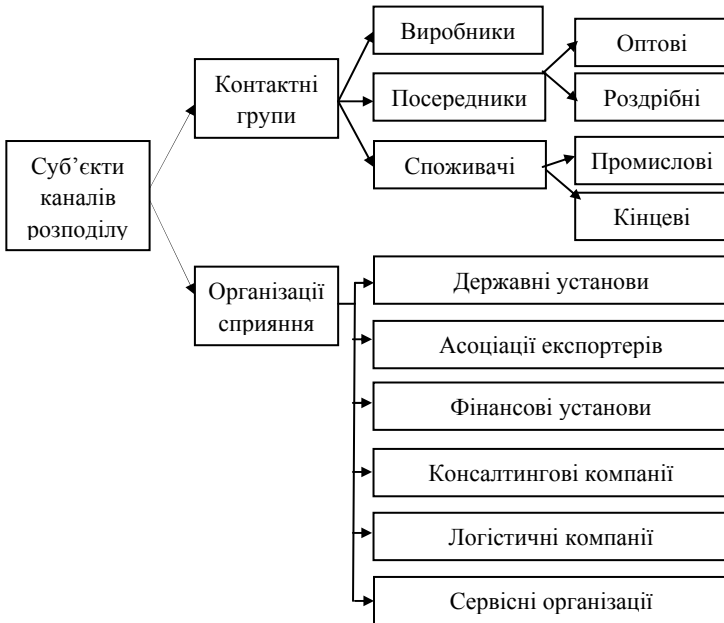 Суб’єкти
каналів
розподілу
Контактні
групи
Виробники
Посередники
Оптові
Роздрібні
Споживачі
Промислові
Кінцеві
Організації
сприяння
Державні установи
Асоціації експортерів
Фінансові установи
Консалтингові компанії
Логістичні компанії
Сервісні організації